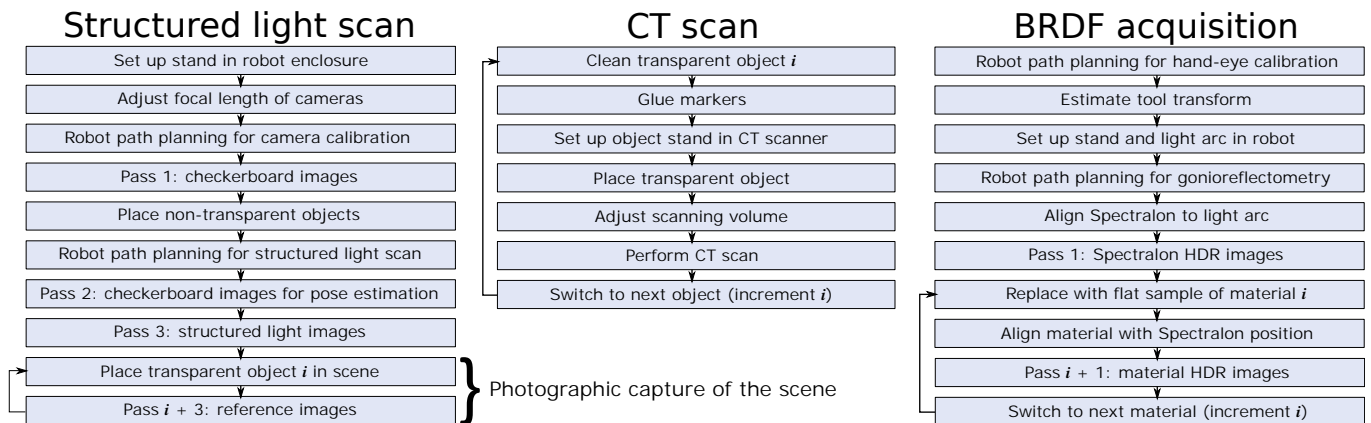 Structured light scan
Set up stand in robot enclosure
Adjust focal length of cameras
Robot path planning for camera calibration
Pass 1: checkerboard images
Place non-transparent objects
Robot path planning for structured light scan
Pass 2: checkerboard images for pose estimation
Pass 3: structured light images
Place transparent object i in scene
Pass i + 3: reference images
} Photographic capture of the scene
CT scan
Clean transparent object i
Glue markers
Set up object stand in CT scanner
Place transparent object
Adjust scanning volume
Perform CT scan
Switch to next object (increment i)
BRDF acquisition
Robot path planning for hand-eye calibration
Estimate tool transform
Set up stand and light arc in robot
Robot path planning for gonioreflectometry
Align Spectralon to light arc
Pass 1: Spectralon HDR images
Replace with flat sample of material i
Align material with Spectralon position
Pass i + 1: material HDR images
Switch to next material (increment i)